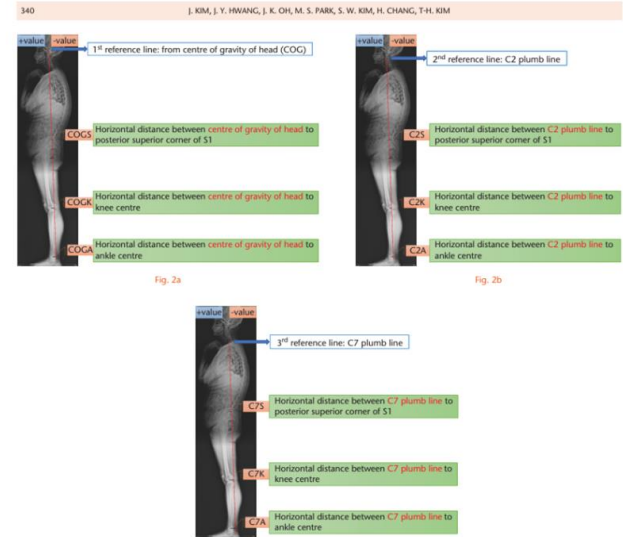 340
J. KIM, J. Y. HWANG, J. K. OH, M. S. PARK, S. W. KIM, H. CHANG, T-H. KIM
+value -value
1st reference line: from centre of gravity of head (COG)
COGS
Horizontal distance between centre of gravity of head to
posterior superior corner of S1
COGK
Horizontal distance between centre of gravity of head to
knee centre
COGA
Horizontal distance between centre of gravity of head to
ankle centre
Fig. 2a
+value -value
2nd reference line: C2 plumb line
C2S
Horizontal distance between C2 plumb line to
posterior superior corner of S1
C2K
Horizontal distance between C2 plumb line to
knee centre
C2A
Horizontal distance between C2 plumb line to
ankle centre
Fig. 2b
+value -value
3rd reference line: C7 plumb line
C7S
Horizontal distance between C7 plumb line to
posterior superior corner of S1
C7K
Horizontal distance between C7 plumb line to
knee centre
C7A
Horizontal distance between C7 plumb line to
ankle centre